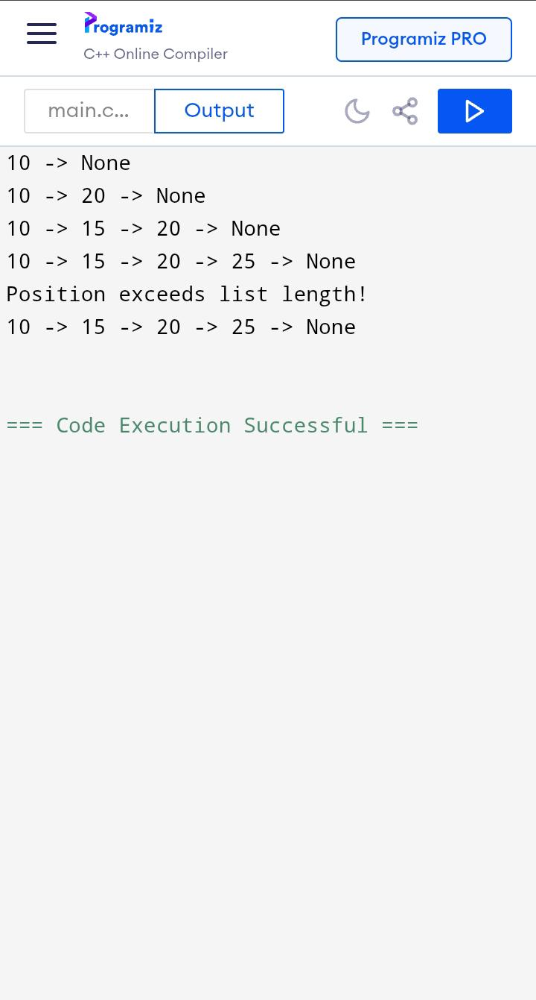 Programiz
C++ Online Compiler
Programiz PRO
main.c...
Output
10 -> None
10 -> 20 -> None
10 -> 15 -> 20 -> None
10 -> 15 -> 20 -> 25 -> None
Position exceeds list length!
10 -> 15 -> 20 -> 25 -> None
=== Code Execution Successful ===